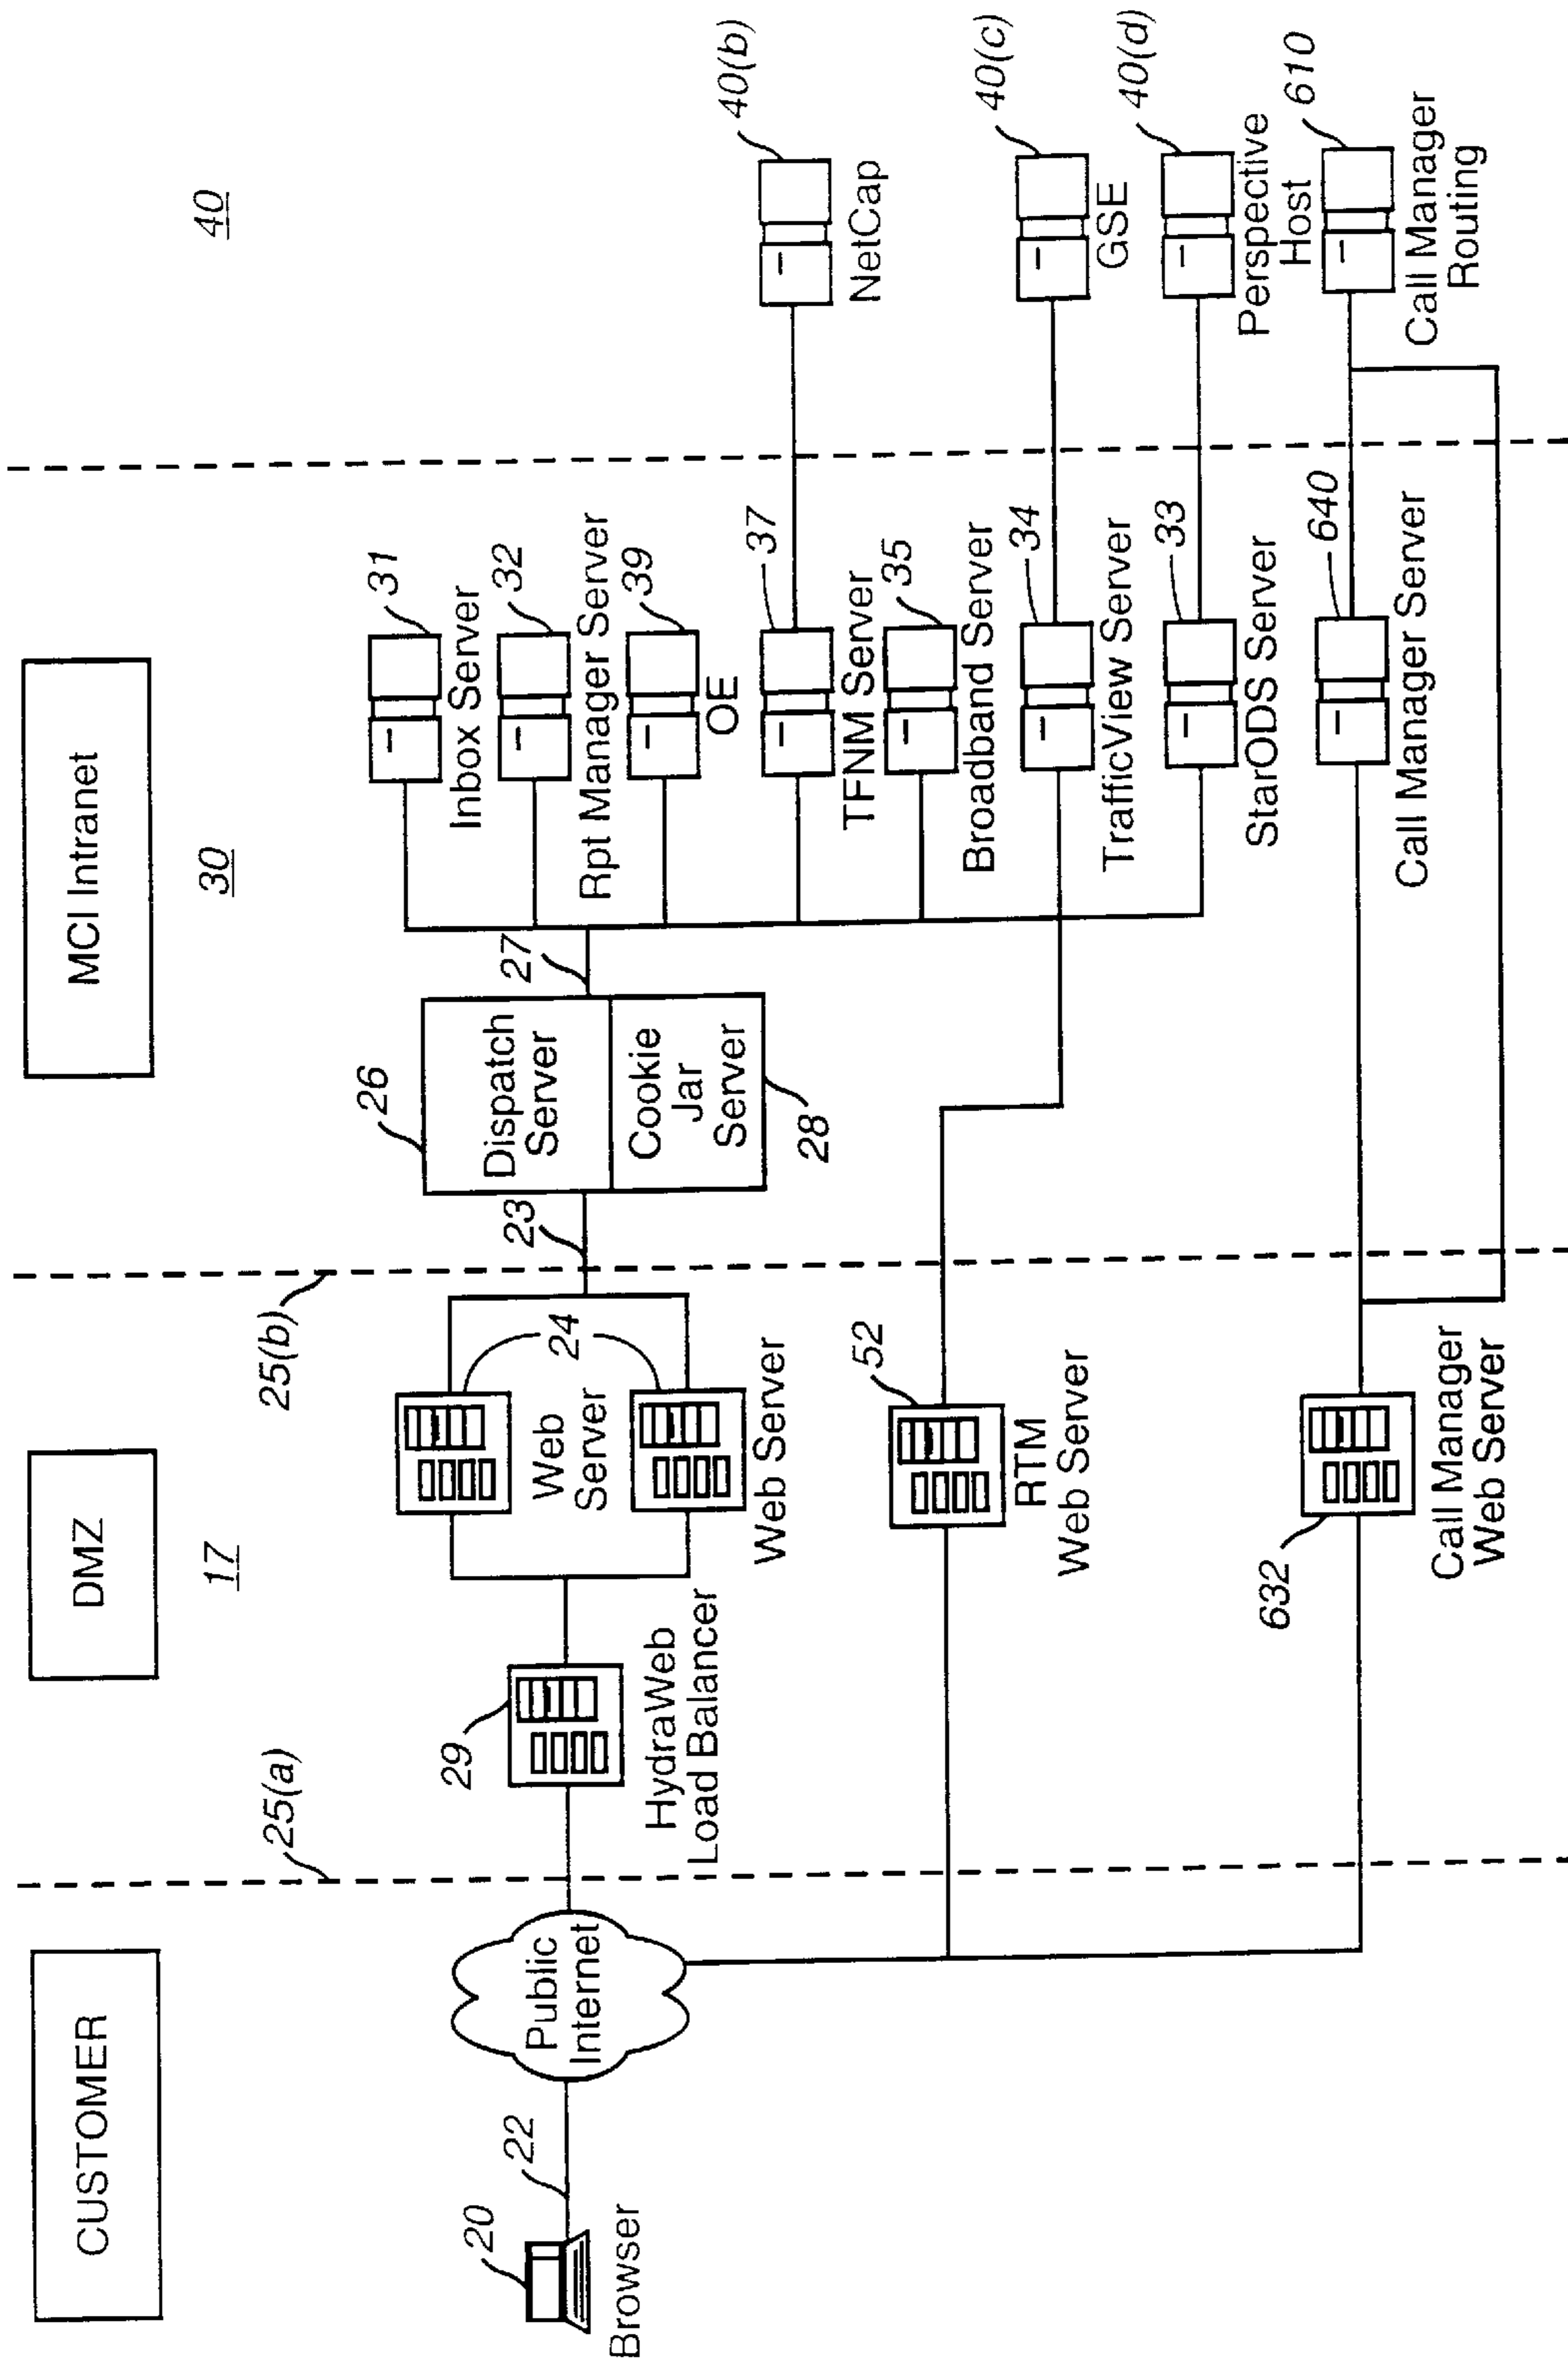 CUSTOMER
DMZ
MCI Intranet
17
30
40
25(a)
25(b)
20
22
Browser
Public
Internet
29
HydraWeb
Load Balancer
24
Web
Server
Web Server
23
26
Dispatch
Server
Cookie
Jar
Server
28
27
31
Inbox Server
32
Rpt Manager Server
39
OE
37
TFNM Server
35
Broadband Server
34
TrafficView Server
33
StarODS Server
40(b)
NetCap
40(c)
GSE
40(d)
Perspective
Host
52
RTM
Web Server
632
Call Manager
Web Server
640
Call Manager Server
610
Call Manager
Routing